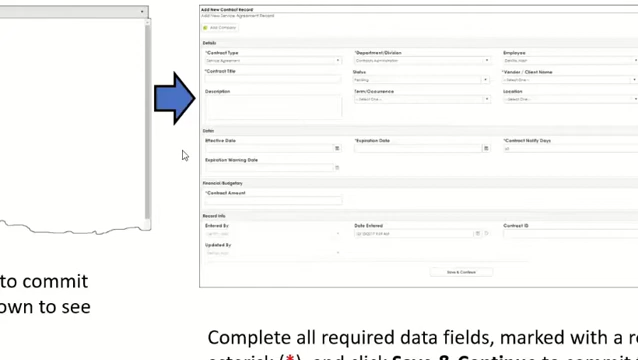 Add New Contract Record
Add New Service Agreement Record
Add Company
Details
*Contract Type
*Department/Division
Employee
Service Agreement
Contracts Administration
*Contract Title
Status
*Vendor / Client Name
Pending
--Select One--
Description
Term/Occurrence
Location
--Select One--
--Select One--
Dates
Effective Date
*Expiration Date
*Contract Notify Days
Expiration Warning Date
Financial/Budgetary
*Contract Amount
Record Info
Entered By
Date Entered
Contract ID
Updated By
Save & Continue
to commit
own to see
Complete all required data fields, marked with a r
asterisk (*), and click Save & Continue to commit